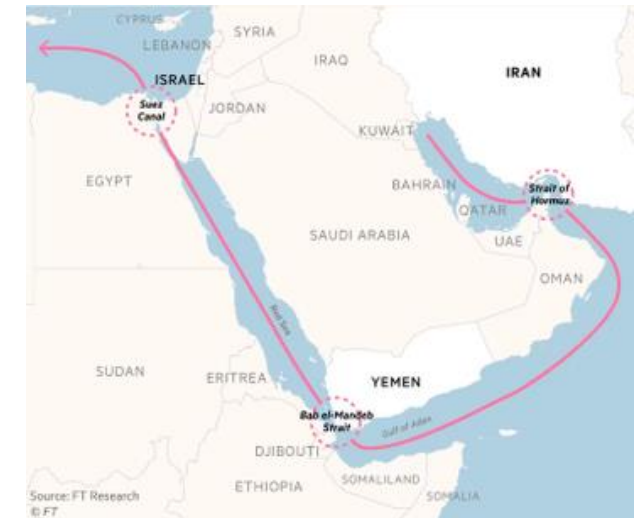 CYPRUS
LEBANON
SYRIA
IRAQ
IRAN
ISRAEL
Suez
Canal
JORDAN
KUWAIT
EGYPT
BAHRAIN
Strait of
Hormuz
QATAR
SAUDI ARABIA
UAE
OMAN
Red Sea
SUDAN
ERITREA
YEMEN
Bab el-Mandeb
Strait
Gulf of Aden
DJIBOUTI
ETHIOPIA
SOMALILAND
SOMALIA
Source: FT Research
© FT